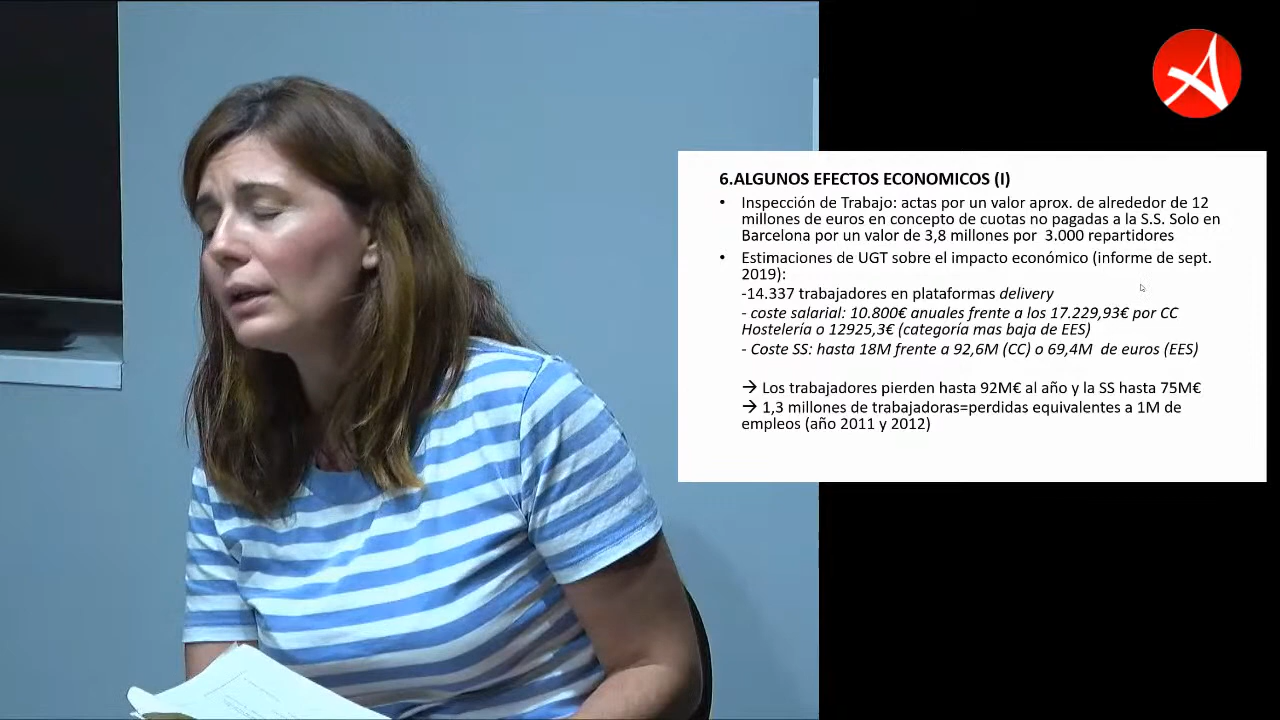 6.ALGUNOS EFECTOS ECONOMICOS (I)
• Inspección de Trabajo: actas por un valor aprox. de alrededor de 12
millones de euros en concepto de cuotas no pagadas a la S.S. Solo en
Barcelona por un valor de 3,8 millones por 3.000 repartidores
• Estimaciones de UGT sobre el impacto económico (informe de sept.
2019):
-14.337 trabajadores en plataformas delivery
- coste salarial: 10.800€ anuales frente a los 17.229,93€ por CC
Hostelería o 12925,3€ (categoría mas baja de EES)
- Coste SS: hasta 18M frente a 92,6M (CC) o 69,4M de euros (EES)
→ Los trabajadores pierden hasta 92M€ al año y la SS hasta 75M€
→ 1,3 millones de trabajadoras=perdidas equivalentes a 1M de
empleos (año 2011 y 2012)